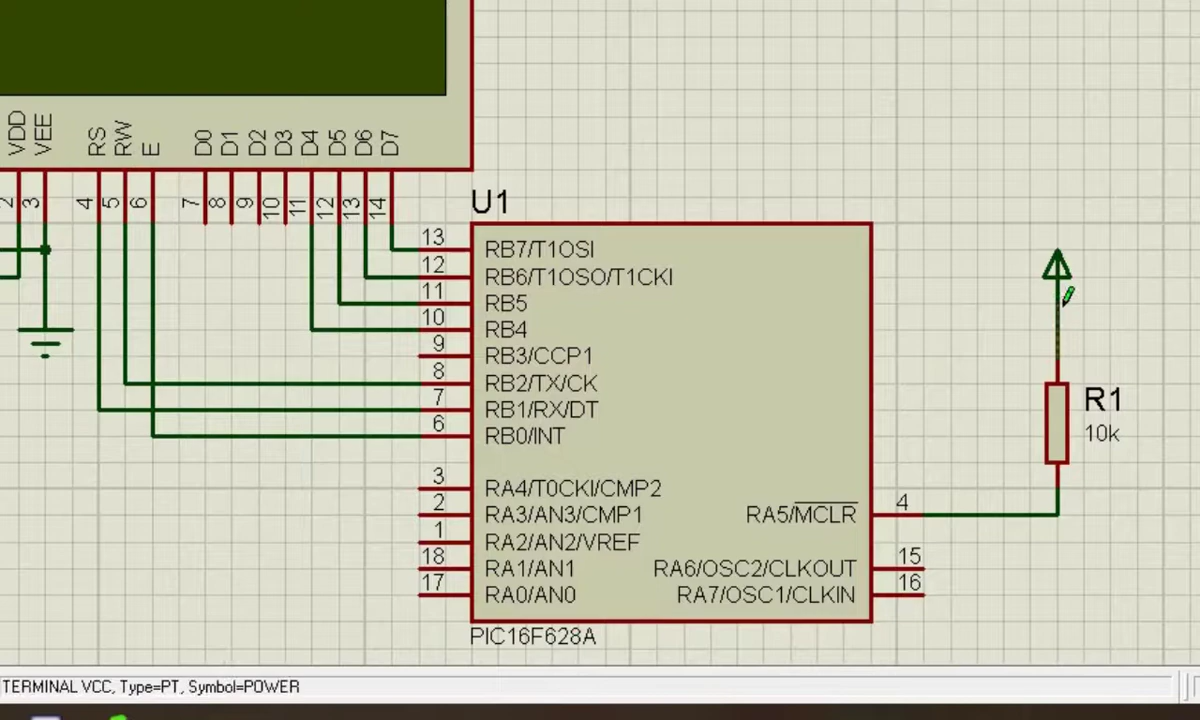 VDD
VEE
RS
RW
E
D0
D1
D2
D3
D4
D5
D6
D7
2
3
4
5
6
7
8
9
10
11
12
13
14
U1
13 RB7/T1OSI
12 RB6/T1OSO/T1CKI
11 RB5
10 RB4
9 RB3/CCP1
8 RB2/TX/CK
7 RB1/RX/DT
6 RB0/INT
3 RA4/T0CKI/CMP2
2 RA3/AN3/CMP1
1 RA2/AN2/VREF
18 RA1/AN1
17 RA0/AN0
RA5/MCLR 4
RA6/OSC2/CLKOUT 15
RA7/OSC1/CLKIN 16
PIC16F628A
R1
10k
TERMINAL VCC, Type=PT, Symbol=POWER